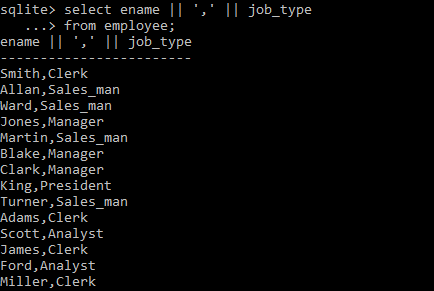 sqlite> select ename || ',' || job_type
...> from employee;
ename || ',' || job_type
------------------------
Smith,Clerk
Allan,Sales_man
Ward,Sales_man
Jones,Manager
Martin,Sales_man
Blake,Manager
Clark,Manager
King,President
Turner,Sales_man
Adams,Clerk
Scott,Analyst
James,Clerk
Ford,Analyst
Miller,Clerk